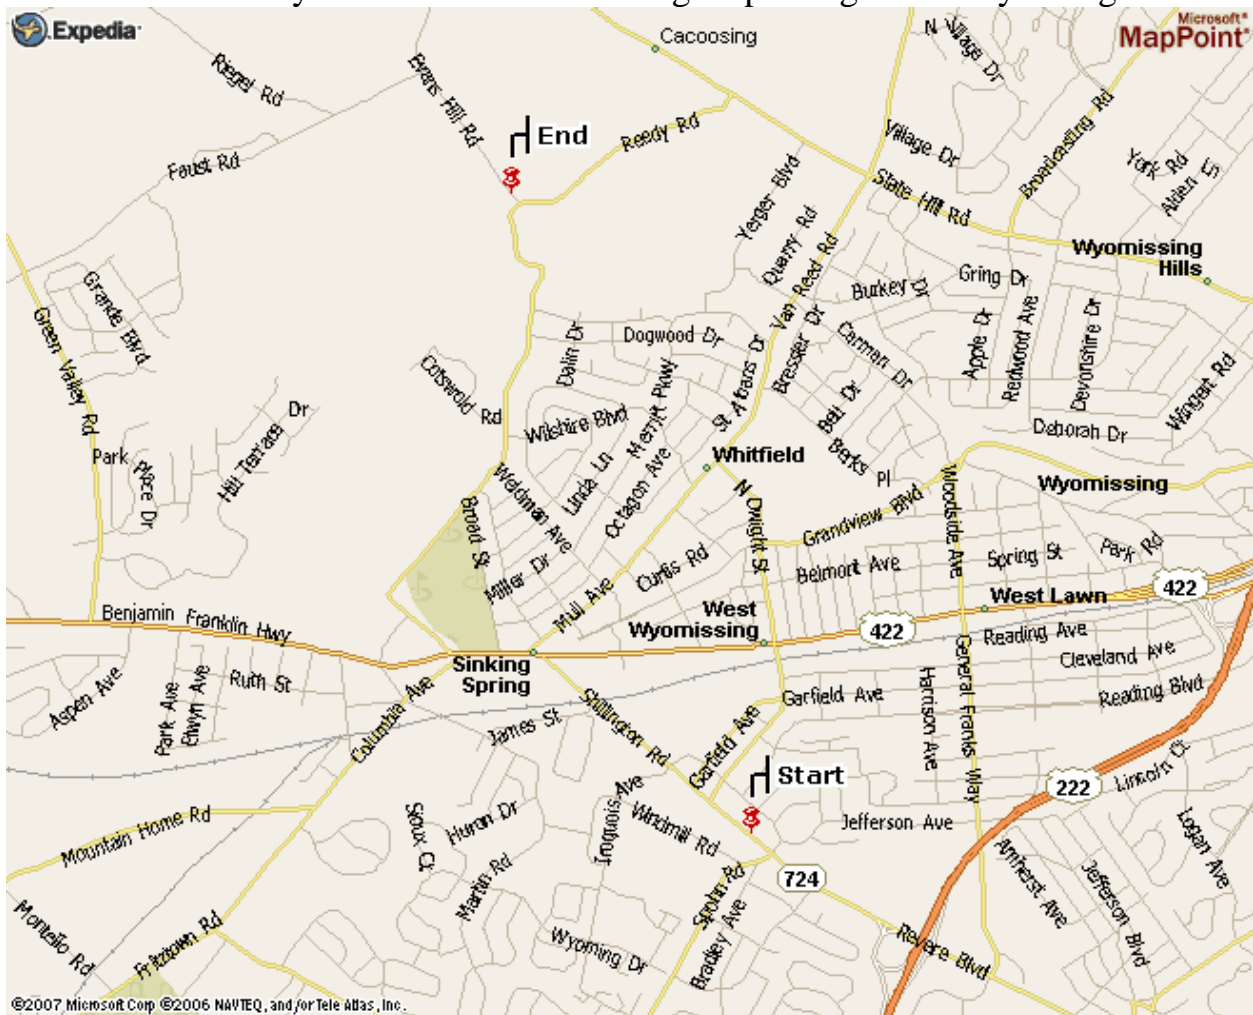 Expedia
Microsoft
MapPoint
Cacoosing
N
Village Dr
Riegel Rd
Evans Hill Rd
End
Reedy Rd
Broadcasting Rd
Village Dr
York Rd
Alden Ln
Faust Rd
Yerger Blvd
State Hill Rd
Quarry Rd
Van Reed Rd
Wyomissing
Hills
Grande Blvd
Green Valley Rd
Burkey Dr
Gring Dr
Dalin Dr
Dogwood Dr
St Albans Dr
Bressler Dr
Carman Dr
Apple Dr
Redwood Ave
Devonshire Dr
Wingert Rd
Cotswold Rd
Merritt Pkwy
Bell Dr
Hill Terrace Dr
Wilshire Blvd
Deborah Dr
Park
Place Dr
Linda Ln
Octagon Ave
Whitfield
Berks Pl
Weidman Ave
Broad St
N Dwight St
Grandview Blvd
Woodside Ave
Wyomissing
Miller Dr
Curtis Rd
Belmont Ave
Spring St
Park Rd
422
Mull Ave
West Lawn
Benjamin Franklin Hwy
West
Wyomissing
422
Reading Ave
Sinking
Spring
Cleveland Ave
Aspen Ave
Park Ave
Elwyn Ave
Ruth St
Columbia Ave
Shillington Rd
Garfield Ave
Harrison Ave
General Franks Way
Reading Blvd
James St
Garfield Ave
Start
222
Lincoln Ct
Mountain Home Rd
Sioux Ct
Huron Dr
Iroquois Ave
Windmill Rd
Jefferson Ave
Logan Ave
Martin Rd
Spohn Rd
724
Amherst Ave
Jefferson Blvd
Montello Rd
Fritztown Rd
Wyoming Dr
Bradley Ave
Revere Blvd
©2007 Microsoft Corp ©2006 NAVTEQ, and/or Tele Atlas, Inc.